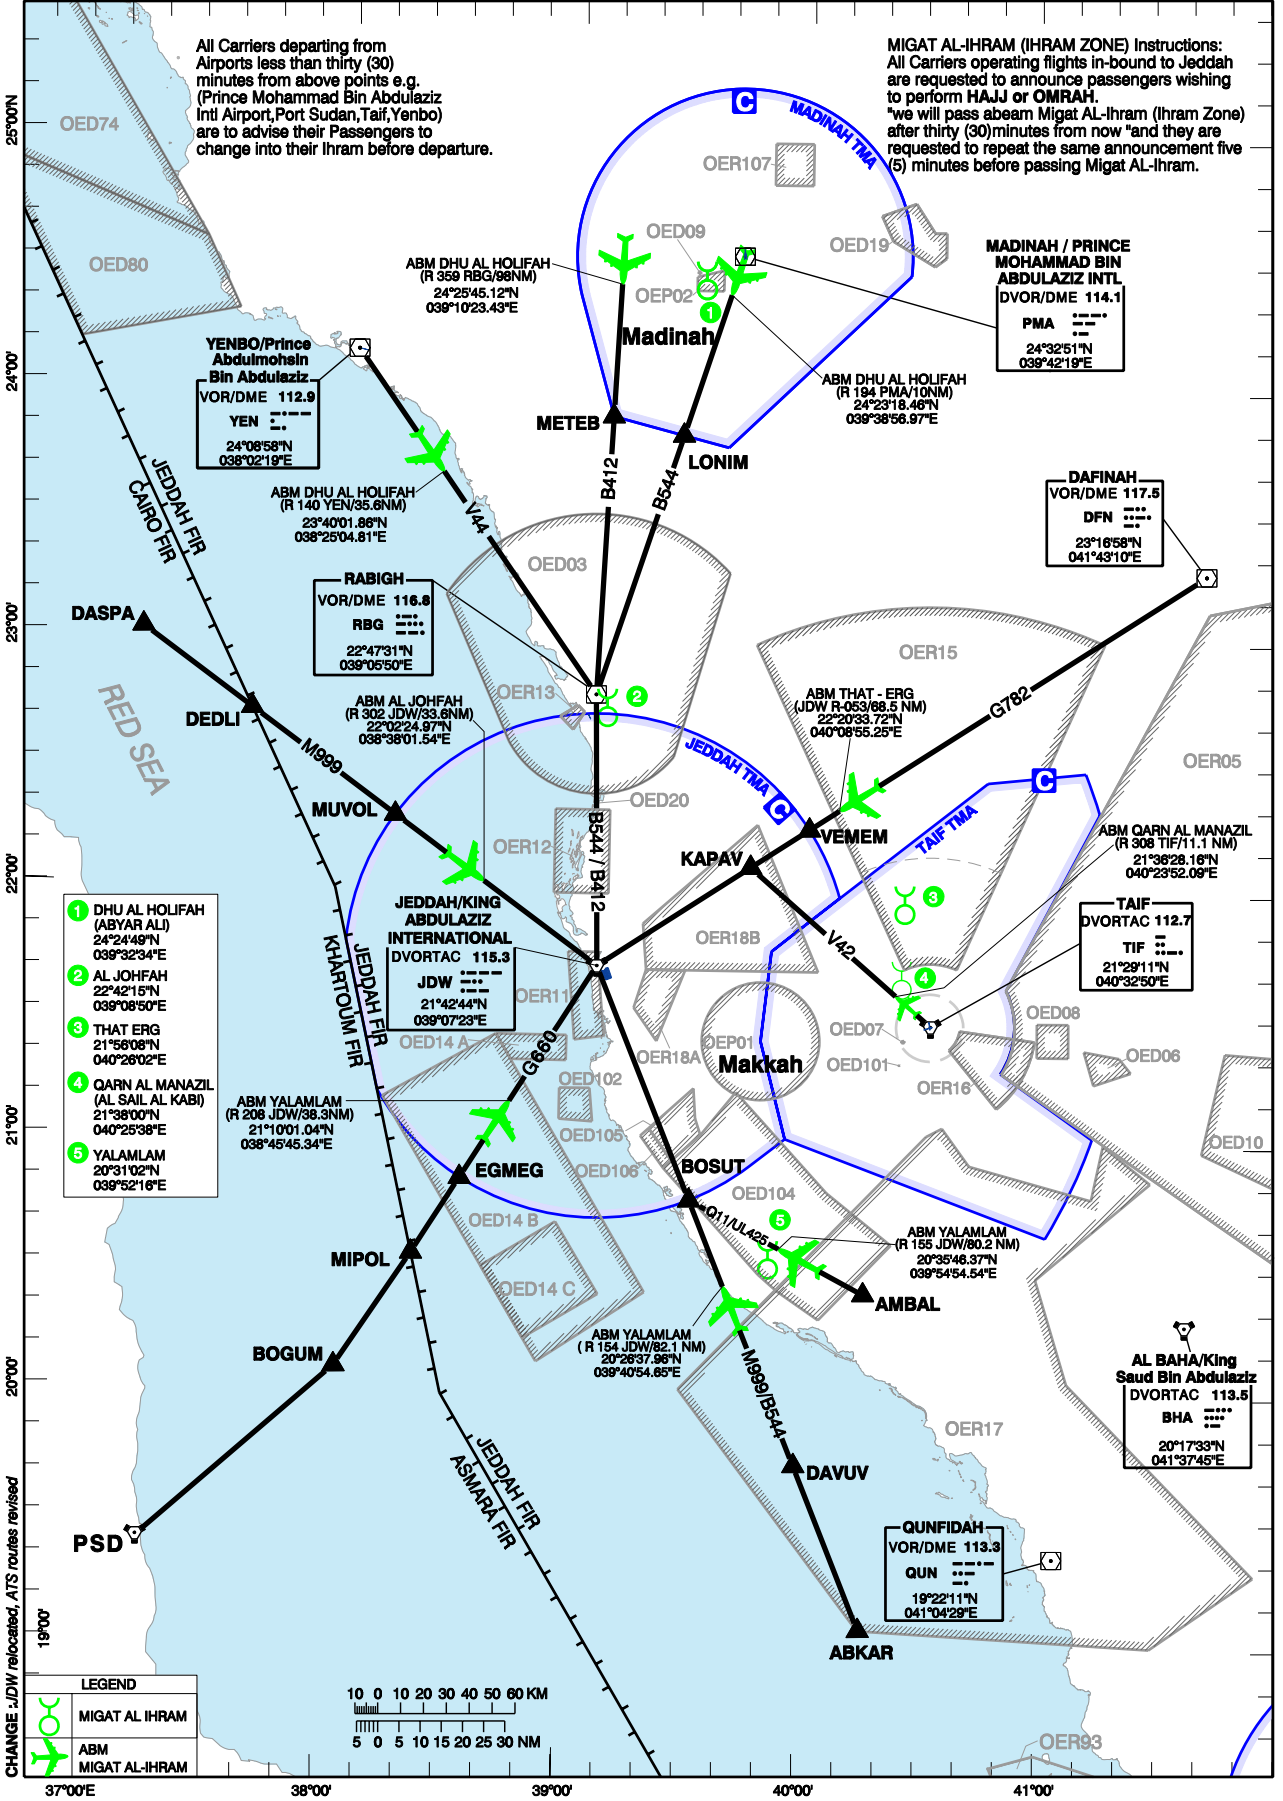 All Carriers departing from
Airports less than thirty (30)
minutes from above points e.g.
(Prince Mohammad Bin Abdulaziz
Intl Airport,Port Sudan,Taif,Yenbo)
are to advise their Passengers to
change into their Ihram before departure.
MIGAT AL-IHRAM (IHRAM ZONE) Instructions:
All Carriers operating flights in-bound to Jeddah
are requested to announce passengers wishing
to perform HAJJ or OMRAH.
"we will pass abeam Migat AL-Ihram (Ihram Zone)
after thirty (30)minutes from now "and they are
requested to repeat the same announcement five
(5) minutes before passing Migat AL-Ihram.
25°00'N
OED74
C
MADINAH TMA
OER107
OED80
OED09
OED19
OEP02
1
Madinah
ABM DHU AL HOLIFAH
(R 359 RBG/98NM)
24°25'45.12"N
039°10'23.43"E
MADINAH / PRINCE
MOHAMMAD BIN
ABDULAZIZ INTL
DVOR/DME 114.1
PMA
24°32'51"N
039°42'19"E
24°00'
YENBO/Prince
Abdulmohsin
Bin Abdulaziz
VOR/DME 112.9
YEN
24°08'58"N
038°02'19"E
ABM DHU AL HOLIFAH
(R 194 PMA/10NM)
24°23'18.46"N
039°38'56.97"E
METEB
LONIM
B412
B544
JEDDAH FIR
CAIRO FIR
ABM DHU AL HOLIFAH
(R 140 YEN/35.6NM)
23°40'01.86"N
038°25'04.81"E
V44
DAFINAH
VOR/DME 117.5
DFN
23°16'58"N
041°43'10"E
OED03
RABIGH
VOR/DME 116.8
RBG
22°47'31"N
039°05'50"E
23°00'
DASPA
RED SEA
DEDLI
M999
OER15
OER13
2
ABM AL JOHFAH
(R 302 JDW/33.6NM)
22°02'24.97"N
038°38'01.54"E
ABM THAT - ERG
(JDW R-053/68.5 NM)
22°20'33.72"N
040°08'55.25"E
G782
JEDDAH TMA
C
OER05
C
MUVOL
OED20
B544 / B412
VEMEM
TAIF TMA
OER12
KAPAV
ABM QARN AL MANAZIL
(R 308 TIF/11.1 NM)
21°36'28.16"N
040°23'52.09"E
22°00'
1 DHU AL HOLIFAH
(ABYAR ALI)
24°24'49"N
039°32'34"E
2 AL JOHFAH
22°42'15"N
039°08'50"E
3 THAT ERG
21°56'08"N
040°26'02"E
4 QARN AL MANAZIL
(AL SAIL AL KABI)
21°38'00"N
040°25'38"E
5 YALAMLAM
20°31'02"N
039°52'16"E
JEDDAH/KING
ABDULAZIZ
INTERNATIONAL
DVORTAC 115.3
JDW
21°42'44"N
039°07'23"E
3
TAIF
DVORTAC 112.7
TIF
21°29'11"N
040°32'50"E
OER18B
V42
4
JEDDAH FIR
KHARTOUM FIR
OER11
OED14 A
G660
OER18A
OEP01
Makkah
OED07
OED101
OED08
OED06
OER16
OED102
OED105
OED106
ABM YALAMLAM
(R 208 JDW/38.3NM)
21°10'01.04"N
038°45'45.34"E
21°00'
OED10
EGMEG
BOSUT
OED104
OED14 B
Q11/UL425
5
ABM YALAMLAM
(R 155 JDW/80.2 NM)
20°35'46.37"N
039°54'54.54"E
MIPOL
OED14 C
AMBAL
BOGUM
ABM YALAMLAM
( R 154 JDW/82.1 NM)
20°26'37.96"N
039°40'54.65"E
20°00'
AL BAHA/King
Saud Bin Abdulaziz
DVORTAC 113.5
BHA
20°17'33"N
041°37'45"E
M999/B544
OER17
DAVUV
JEDDAH FIR
ASMARA FIR
PSD
QUNFIDAH
VOR/DME 113.3
QUN
19°22'11"N
041°04'29"E
19°00'
ABKAR
CHANGE :JDW relocated, ATS routes revised
LEGEND
MIGAT AL IHRAM
ABM
MIGAT AL-IHRAM
10 0 10 20 30 40 50 60 KM
5 0 5 10 15 20 25 30 NM
OER93
37°00'E 38°00' 39°00' 40°00' 41°00'